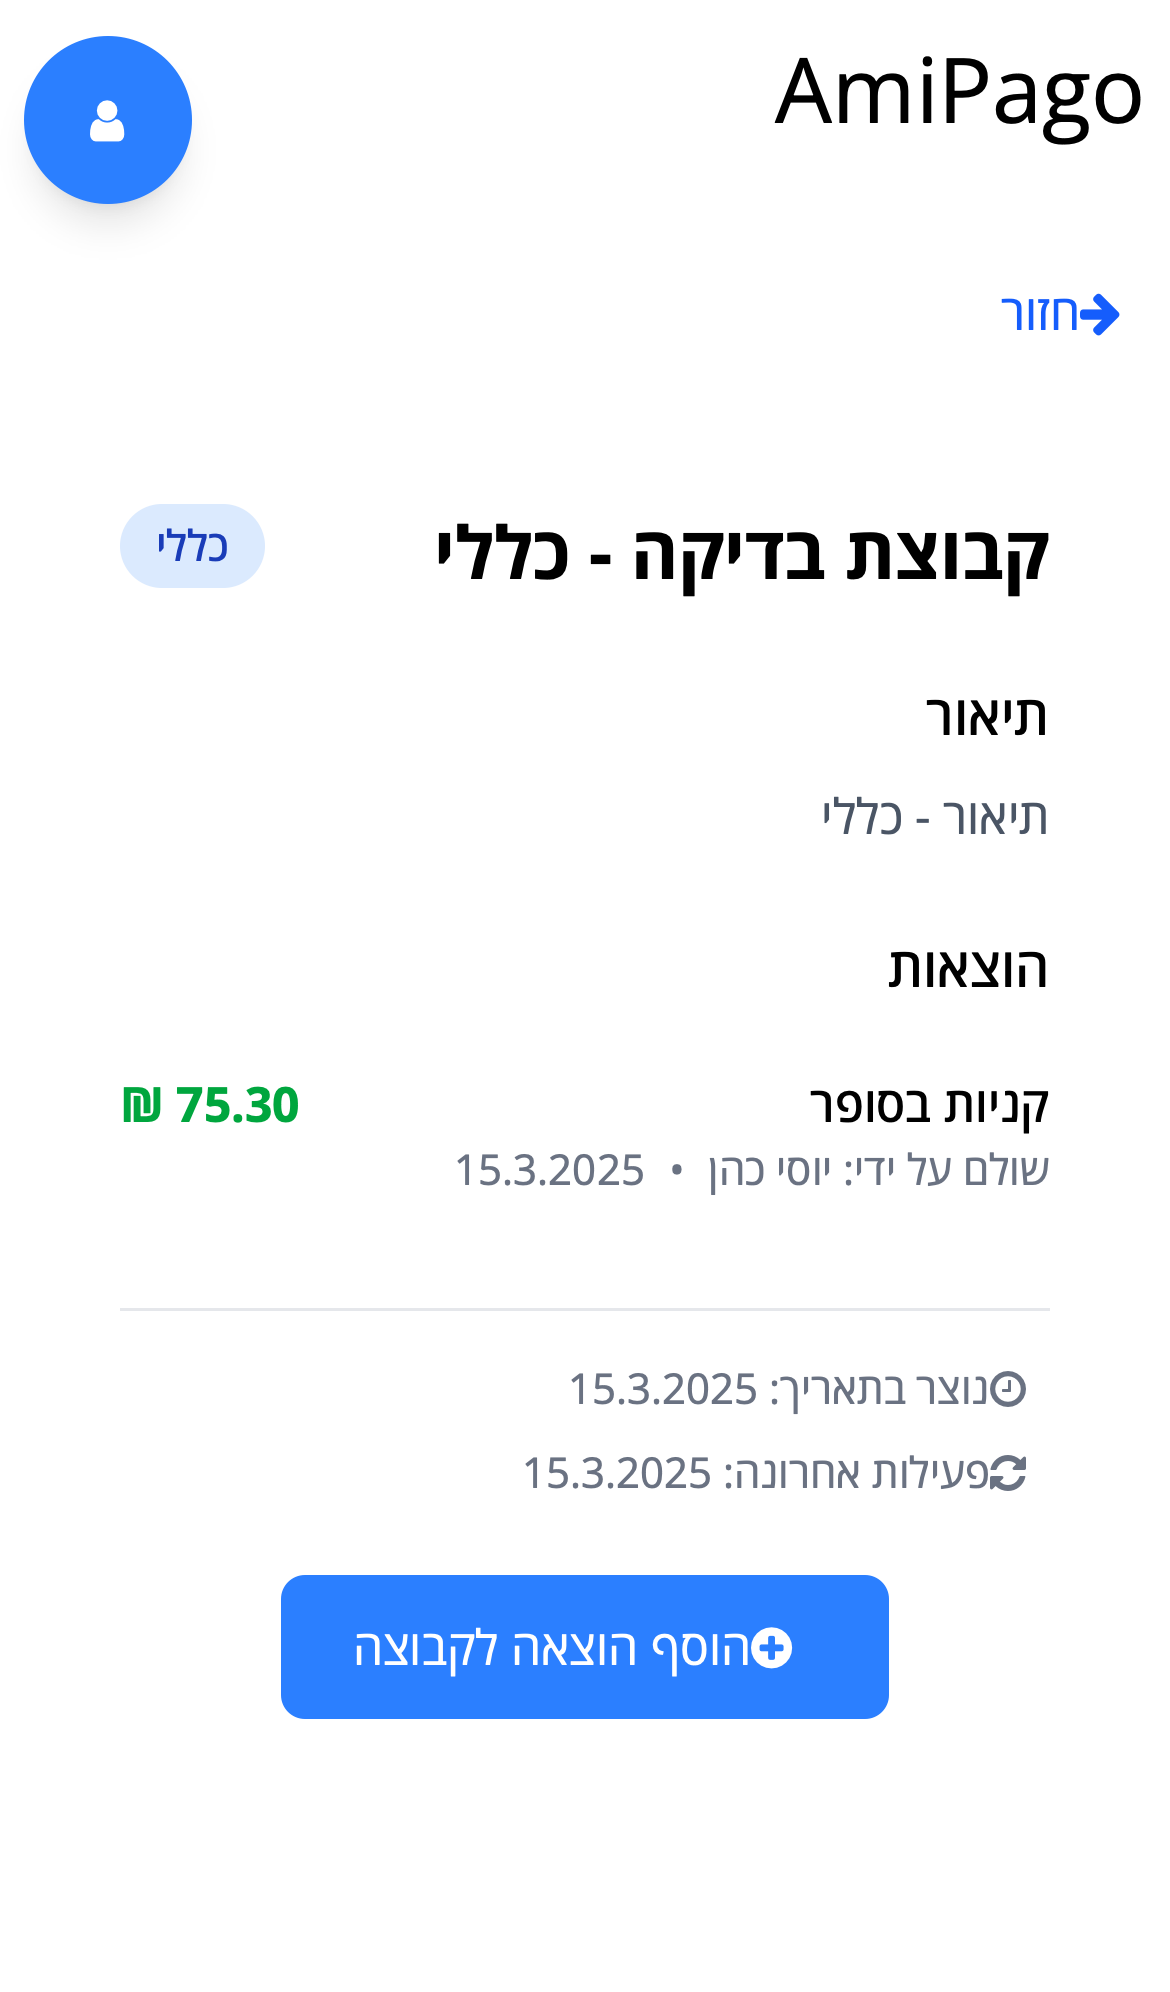 AmiPago
חזור
קבוצת בדיקה - כללי
כללי
תיאור
תיאור - כללי
הוצאות
קניות בסופר
75.30 ₪
שולם על ידי: יוסי כהן • 15.3.2025
נוצר בתאריך: 15.3.2025
פעילות אחרונה: 15.3.2025
הוסף הוצאה לקבוצה